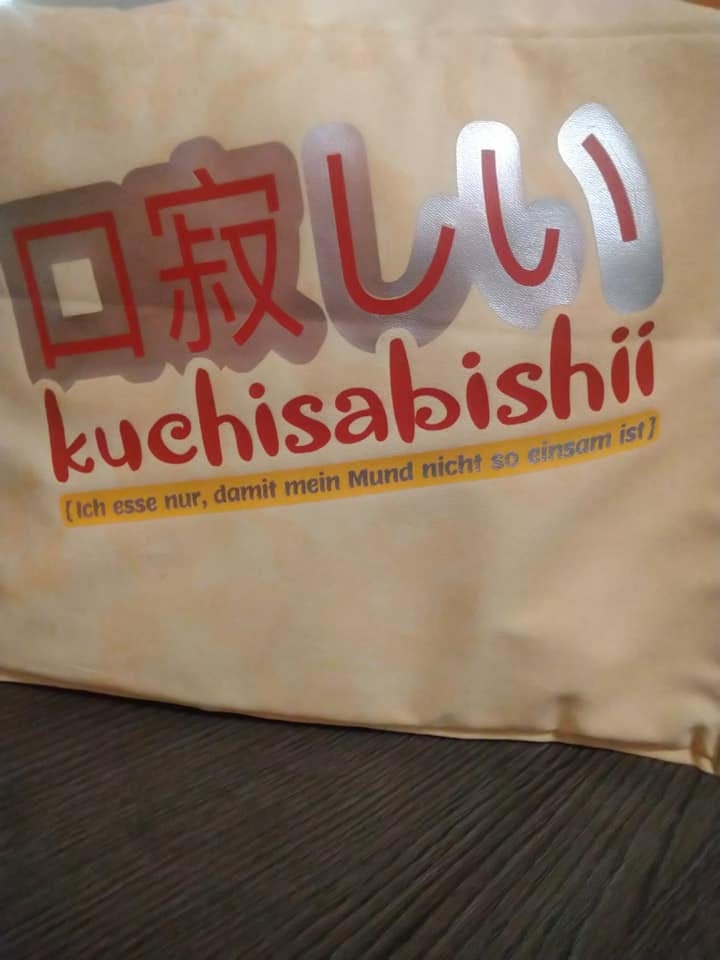 口寂しい
kuchisabishii
(Ich esse nur, damit mein Mund nicht so einsam ist)